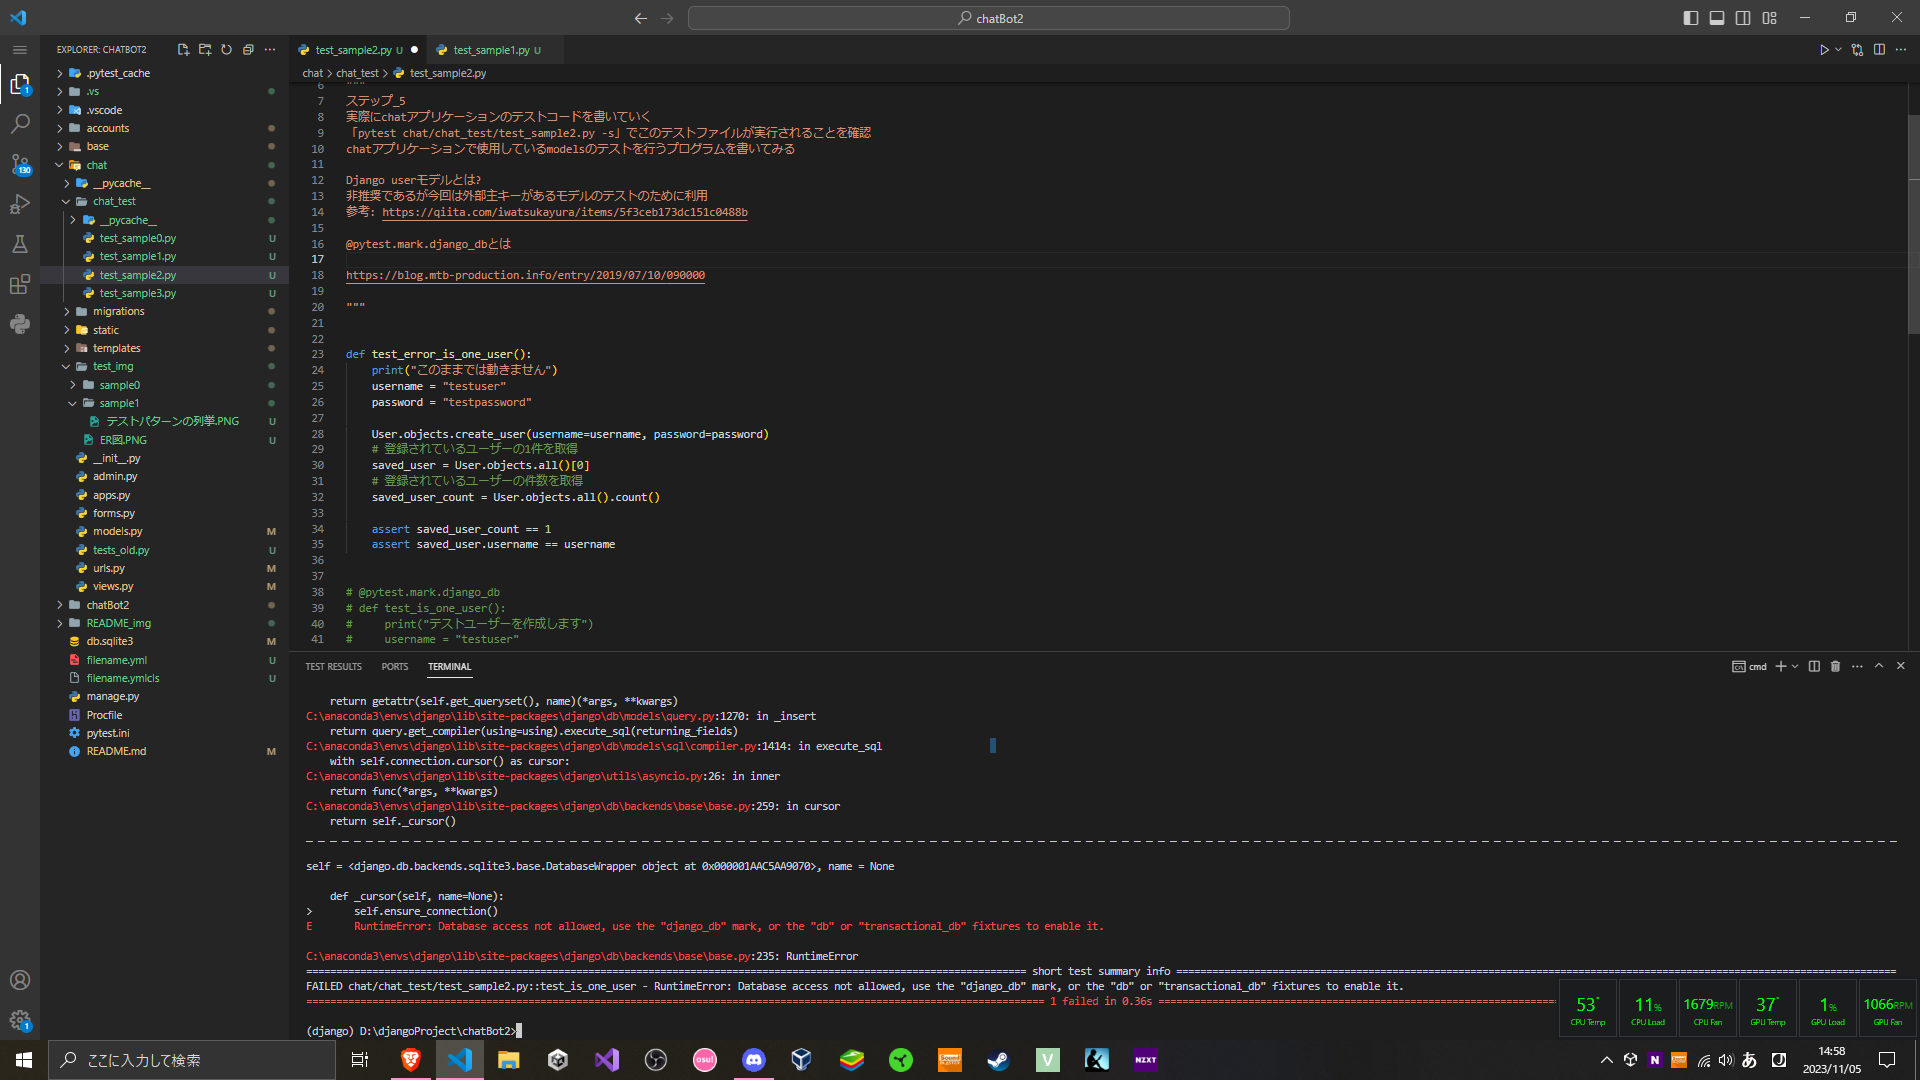 chatBot2
EXPLORER: CHATBOT2
.pytest_cache
.vs
.vscode
accounts
base
chat
__pycache__
chat_test
__pycache__
test_sample0.py U
test_sample1.py U
test_sample2.py U
test_sample3.py U
migrations
static
templates
test_img
sample0
sample1
テストパターンの列挙.PNG U
ER図.PNG U
__init__.py
admin.py
apps.py
forms.py
models.py M
tests_old.py U
urls.py M
views.py M
chatBot2
README_img
db.sqlite3 M
filename.yml U
filename.ymlcls U
manage.py
Procfile
pytest.ini
README.md M
1
130
1
test_sample2.py U
test_sample1.py U
chat > chat_test > test_sample2.py
6 """
7 ステップ_5
8 実際にchatアプリケーションのテストコードを書いていく
9 「pytest chat/chat_test/test_sample2.py -s」でこのテストファイルが実行されることを確認
10 chatアプリケーションで使用しているmodelsのテストを行うプログラムを書いてみる
11
12 Django userモデルとは?
13 非推奨であるが今回は外部主キーがあるモデルのテストのために利用
14 参考: https://qiita.com/iwatsukayura/items/5f3ceb173dc151c0488b
15
16 @pytest.mark.django_dbとは
17
18 https://blog.mtb-production.info/entry/2019/07/10/090000
19
20 """
21
22
23 def test_error_is_one_user():
24 print("このままでは動きません")
25 username = "testuser"
26 password = "testpassword"
27
28 User.objects.create_user(username=username, password=password)
29 # 登録されているユーザーの1件を取得
30 saved_user = User.objects.all()[0]
31 # 登録されているユーザーの件数を取得
32 saved_user_count = User.objects.all().count()
33
34 assert saved_user_count == 1
35 assert saved_user.username == username
36
37
38 # @pytest.mark.django_db
39 # def test_is_one_user():
40 # print("テストユーザーを作成します")
41 # username = "testuser"
TEST RESULTS PORTS TERMINAL
cmd
return getattr(self.get_queryset(), name)(*args, **kwargs)
C:\anaconda3\envs\django\lib\site-packages\django\db\models\query.py:1270: in _insert
return query.get_compiler(using=using).execute_sql(returning_fields)
C:\anaconda3\envs\django\lib\site-packages\django\db\models\sql\compiler.py:1414: in execute_sql
with self.connection.cursor() as cursor:
C:\anaconda3\envs\django\lib\site-packages\django\utils\asyncio.py:26: in inner
return func(*args, **kwargs)
C:\anaconda3\envs\django\lib\site-packages\django\db\backends\base\base.py:259: in cursor
return self._cursor()
self = <django.db.backends.sqlite3.base.DatabaseWrapper object at 0x000001AAC5AA9070>, name = None
def _cursor(self, name=None):
> self.ensure_connection()
E RuntimeError: Database access not allowed, use the "django_db" mark, or the "db" or "transactional_db" fixtures to enable it.
C:\anaconda3\envs\django\lib\site-packages\django\db\backends\base\base.py:235: RuntimeError
short test summary info
FAILED chat/chat_test/test_sample2.py::test_is_one_user - RuntimeError: Database access not allowed, use the "django_db" mark, or the "db" or "transactional_db" fixtures to enable it.
1 failed in 0.36s
(django) D:\djangoProject\chatBot2>
53° 11% 1679RPM 37° 1% 1066RPM
CPU Temp CPU Load CPU Fan GPU Temp GPU Load GPU Fan
ここに入力して検索
osu!
NZXT
あ
14:58
2023/11/05